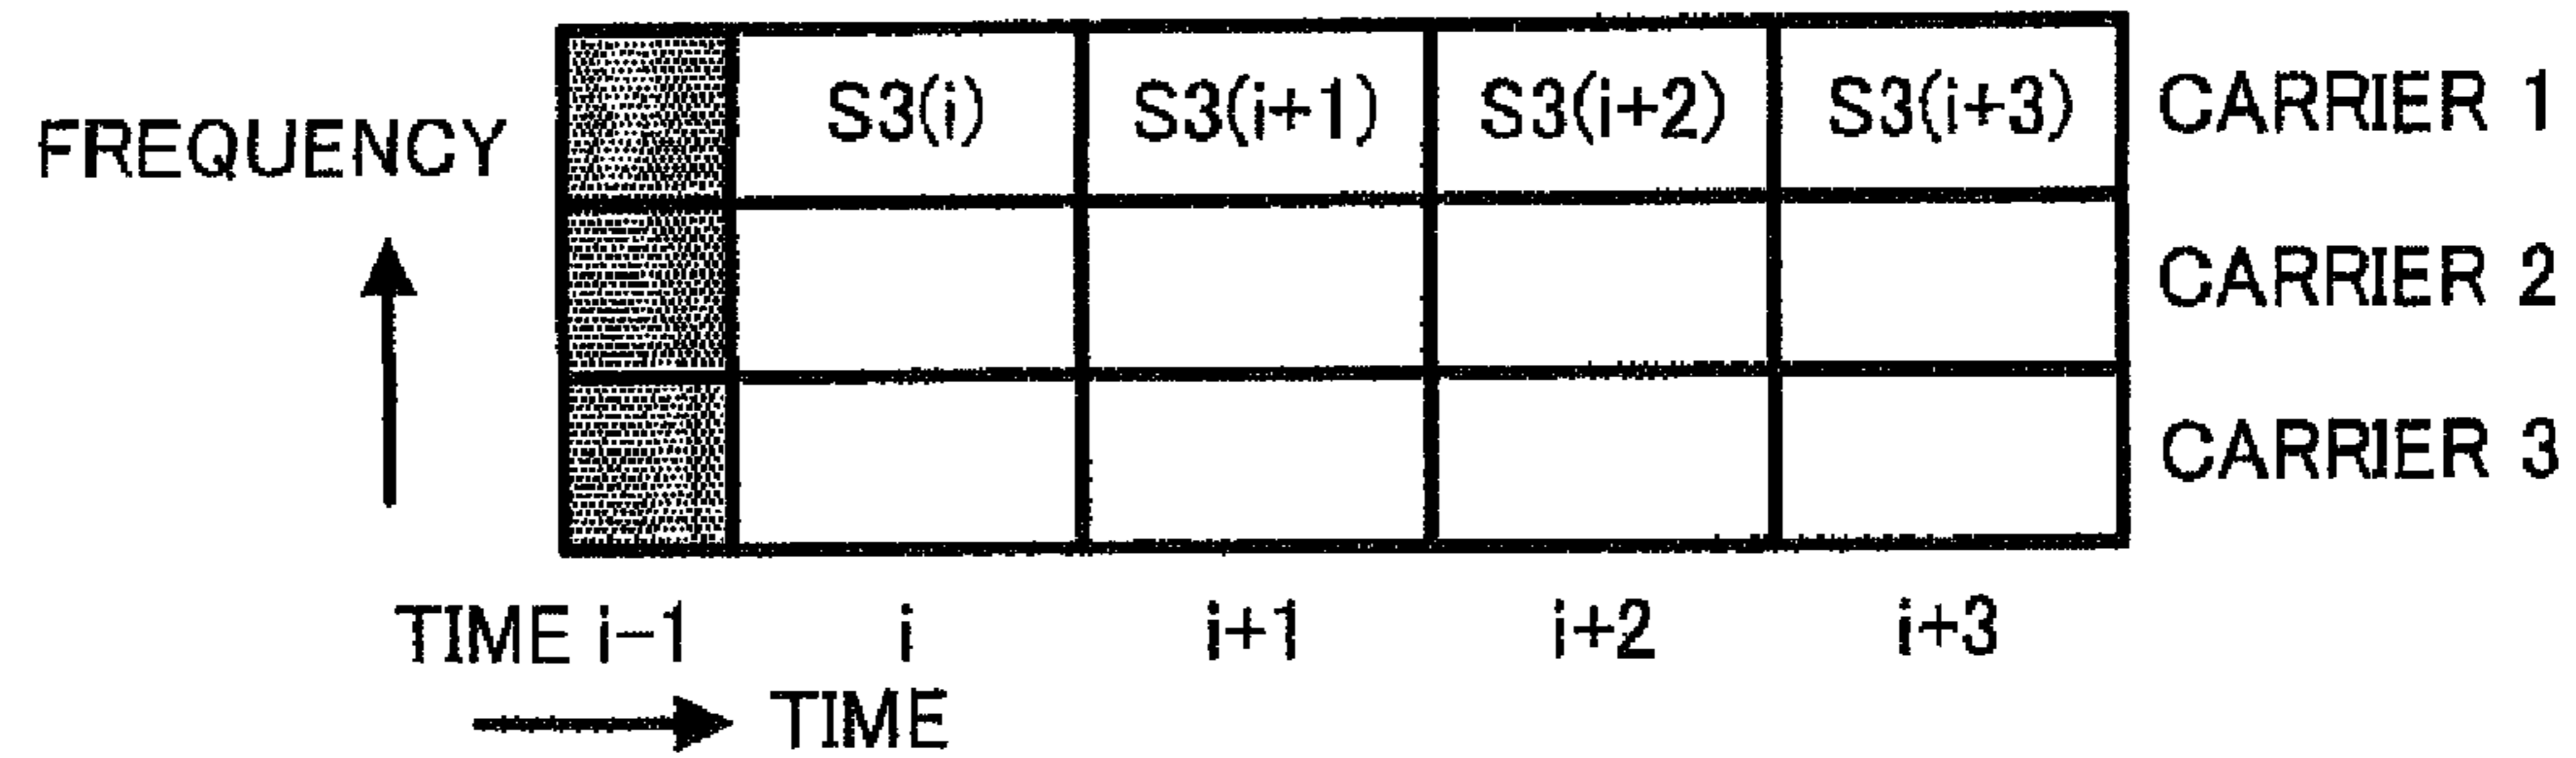 S3(i) S3(i+1) S3(i+2) S3(i+3) CARRIER 1
FREQUENCY
CARRIER 2
CARRIER 3
TIME i-1 i i+1 i+2 i+3
TIME